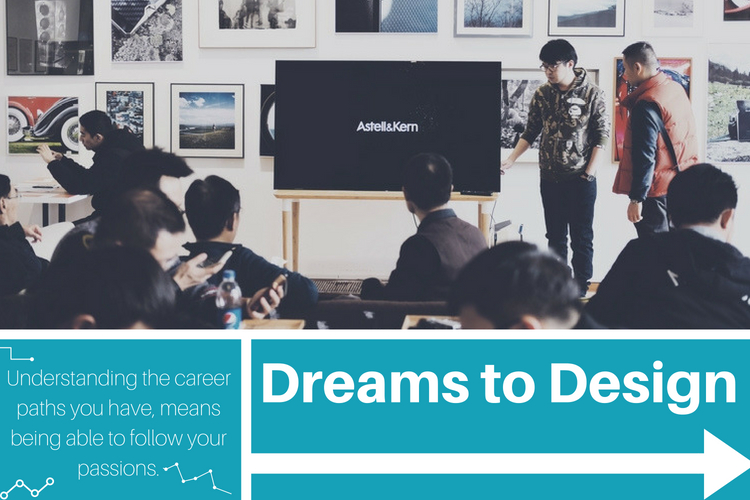 Astell&Kern
Understanding the career
paths you have, means
being able to follow your
passions.
Dreams to Design